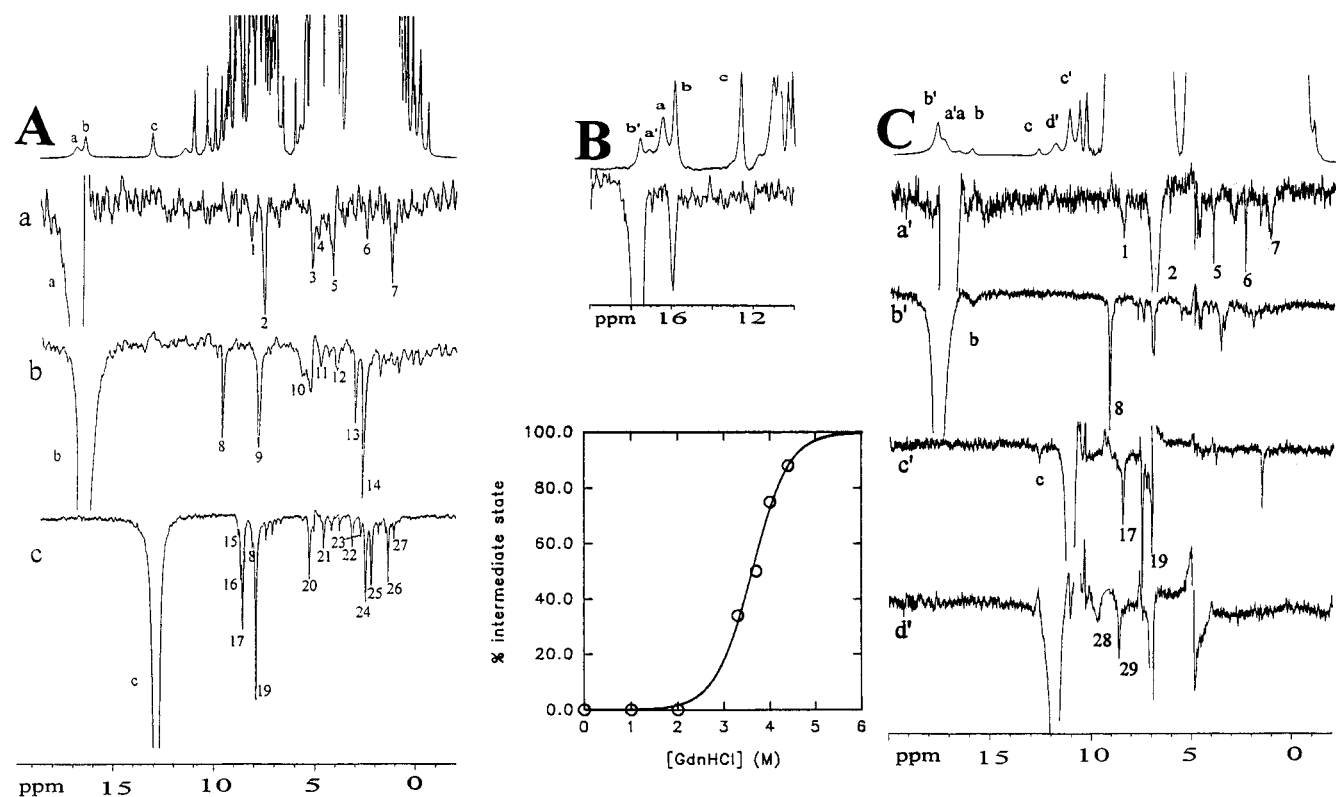 A
a
b
c
a
a
1
2
3
4
5
6
7
b
b
8
9
10
11
12
13
14
c
c
15
16
17
18
19
20
21
22
23
24
25
26
27
ppm 15 10 5 0
B
b'
a'
a
b
c
ppm 16 12
100.0
80.0
60.0
40.0
20.0
0.0
% intermediate state
0 1 2 3 4 5 6
[GdnHCl] (M)
C
b'
a'a
b
c
d'
c'
a'
1
2
5
6
7
b'
b
8
c'
c
17
19
d'
28
29
ppm 15 10 5 0